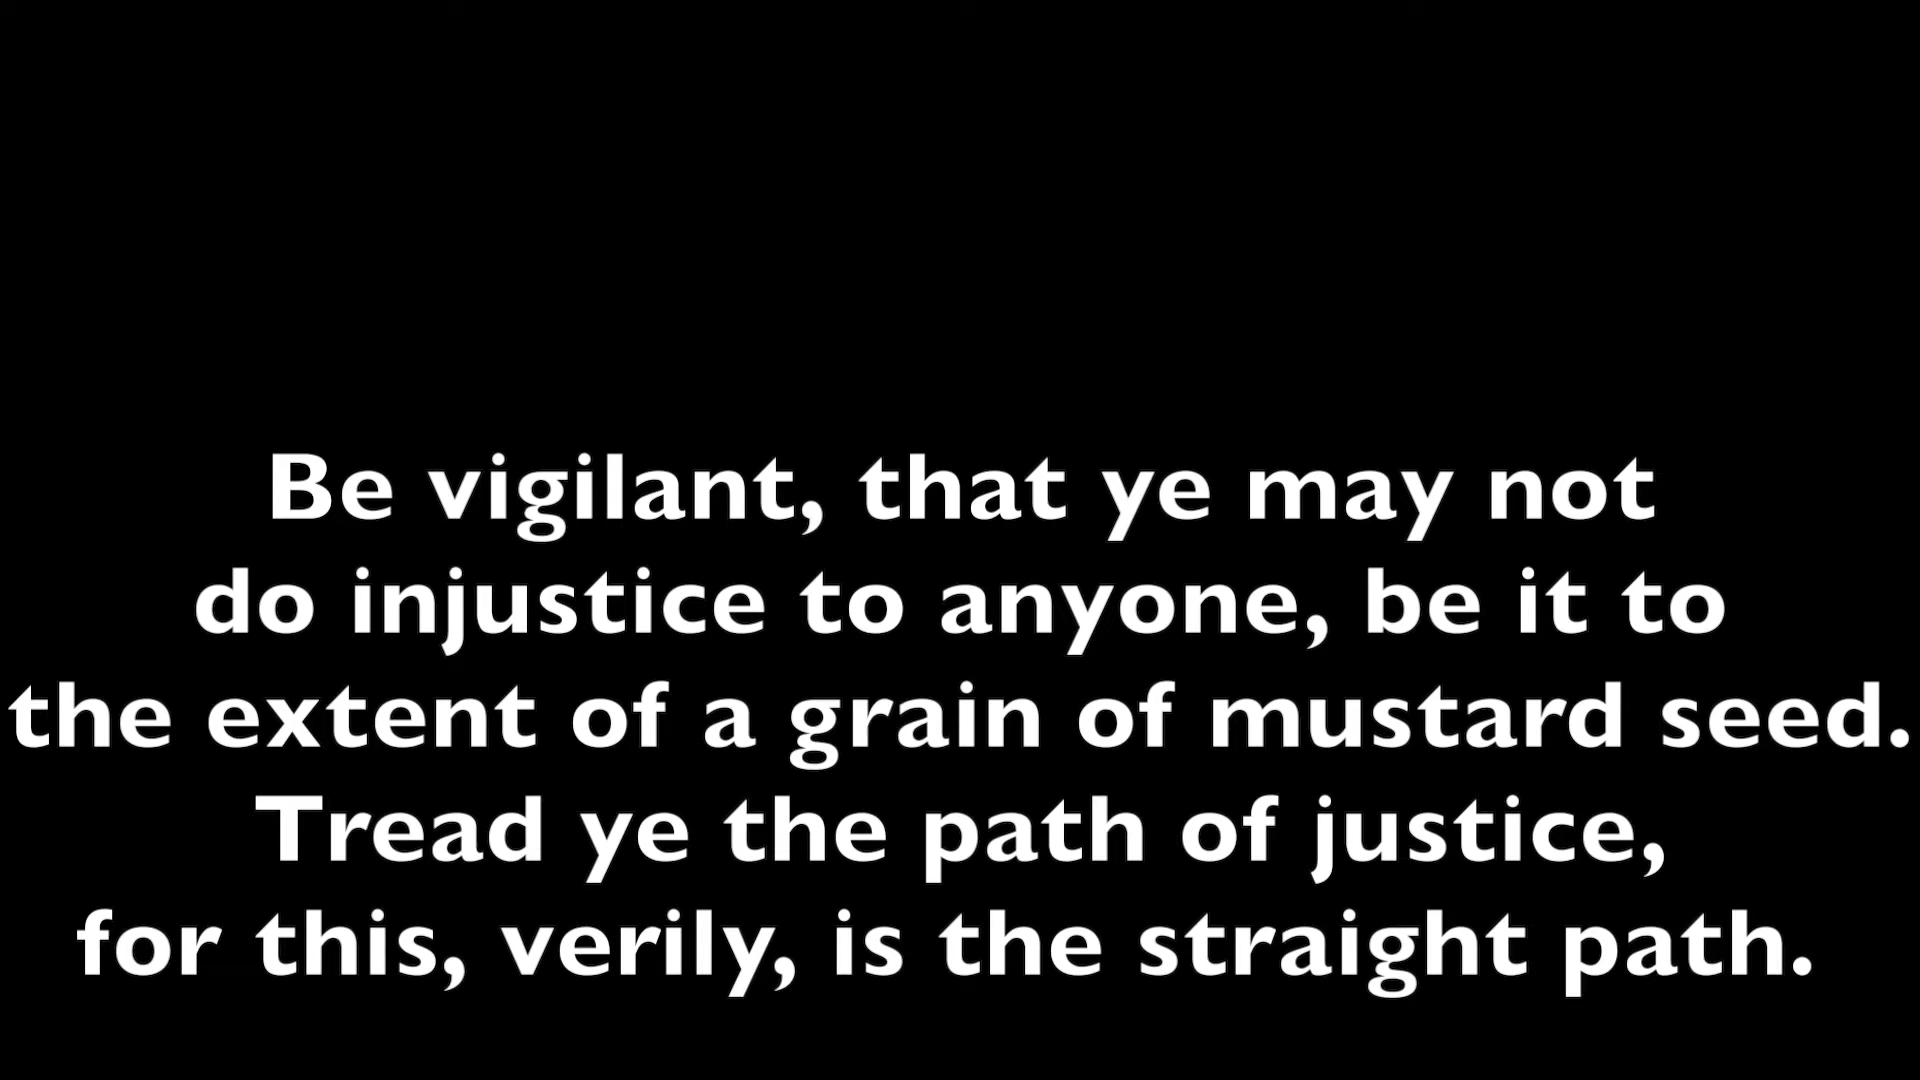 Be vigilant, that ye may not
do injustice to anyone, be it to
the extent of a grain of mustard seed.
Tread ye the path of justice,
for this, verily, is the straight path.